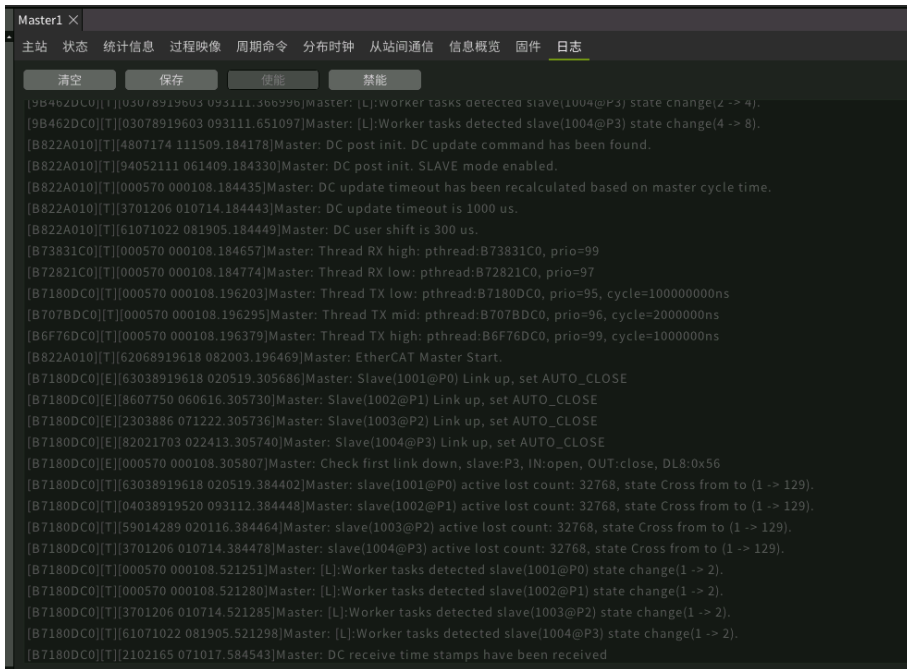 Master1
主站 状态 统计信息 过程映像 周期命令 分布时钟 从站间通信 信息概览 固件 日志
清空 保存 使能 禁能
[9B462DC0][T][03078919603 093111.366996]Master: [L]:Worker tasks detected slave(1004@P3) state change(2 -> 4).
[9B462DC0][T][03078919603 093111.651097]Master: [L]:Worker tasks detected slave(1004@P3) state change(4 -> 8).
[B822A010][T][4807174 111509.184178]Master: DC post init. DC update command has been found.
[B822A010][T][94052111 061409.184330]Master: DC post init. SLAVE mode enabled.
[B822A010][T][000570 000108.184435]Master: DC update timeout has been recalculated based on master cycle time.
[B822A010][T][3701206 010714.184443]Master: DC update timeout is 1000 us.
[B822A010][T][61071022 081905.184449]Master: DC user shift is 300 us.
[B73831C0][T][000570 000108.184657]Master: Thread RX high: pthread:B73831C0, prio=99
[B72821C0][T][000570 000108.184774]Master: Thread RX low: pthread:B72821C0, prio=97
[B7180DC0][T][000570 000108.196203]Master: Thread TX low: pthread:B7180DC0, prio=95, cycle=100000000ns
[B707BDC0][T][000570 000108.196295]Master: Thread TX mid: pthread:B707BDC0, prio=96, cycle=2000000ns
[B6F76DC0][T][000570 000108.196379]Master: Thread TX high: pthread:B6F76DC0, prio=99, cycle=1000000ns
[B822A010][T][62068919618 082003.196469]Master: EtherCAT Master Start.
[B7180DC0][E][63038919618 020519.305686]Master: Slave(1001@P0) Link up, set AUTO_CLOSE
[B7180DC0][E][8607750 060616.305730]Master: Slave(1002@P1) Link up, set AUTO_CLOSE
[B7180DC0][E][2303886 071222.305736]Master: Slave(1003@P2) Link up, set AUTO_CLOSE
[B7180DC0][E][82021703 022413.305740]Master: Slave(1004@P3) Link up, set AUTO_CLOSE
[B7180DC0][E][000570 000108.305807]Master: Check first link down, slave:P3, IN:open, OUT:close, DL8:0x56
[B7180DC0][T][63038919618 020519.384402]Master: slave(1001@P0) active lost count: 32768, state Cross from to (1 -> 129).
[B7180DC0][T][04038919520 093112.384448]Master: slave(1002@P1) active lost count: 32768, state Cross from to (1 -> 129).
[B7180DC0][T][59014289 020116.384464]Master: slave(1003@P2) active lost count: 32768, state Cross from to (1 -> 129).
[B7180DC0][T][3701206 010714.384478]Master: slave(1004@P3) active lost count: 32768, state Cross from to (1 -> 129).
[B7180DC0][T][000570 000108.521251]Master: [L]:Worker tasks detected slave(1001@P0) state change(1 -> 2).
[B7180DC0][T][000570 000108.521280]Master: [L]:Worker tasks detected slave(1002@P1) state change(1 -> 2).
[B7180DC0][T][3701206 010714.521285]Master: [L]:Worker tasks detected slave(1003@P2) state change(1 -> 2).
[B7180DC0][T][61071022 081905.521298]Master: [L]:Worker tasks detected slave(1004@P3) state change(1 -> 2).
[B7180DC0][T][2102165 071017.584543]Master: DC receive time stamps have been received